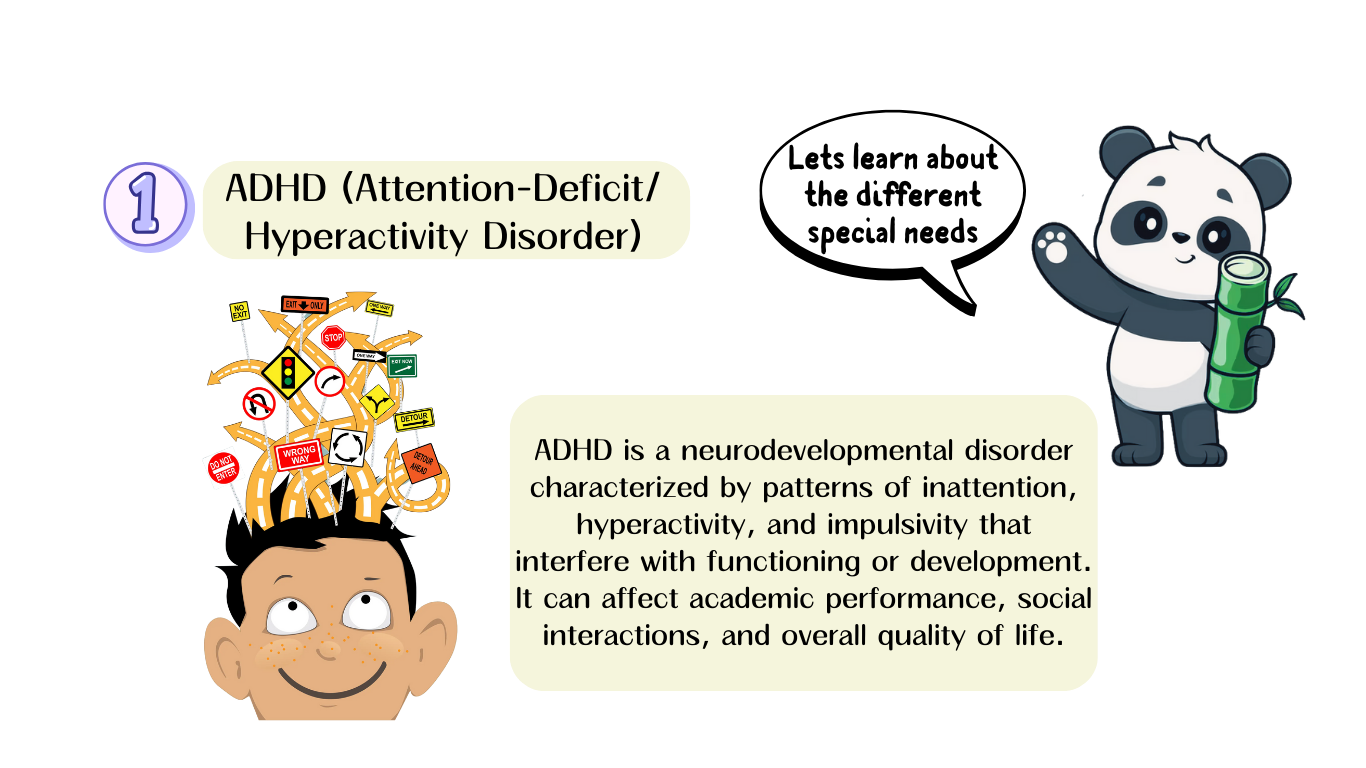 1
ADHD (Attention-Deficit/
Hyperactivity Disorder)
Lets learn about
the different
special needs
NO
EXIT
EXIT ONLY
ONE WAY
STOP
ONE WAY
EXIT NOW
DETOUR
WRONG
WAY
DO NOT
ENTER
DETOUR
AHEAD
ADHD is a neurodevelopmental disorder
characterized by patterns of inattention,
hyperactivity, and impulsivity that
interfere with functioning or development.
It can affect academic performance, social
interactions, and overall quality of life.